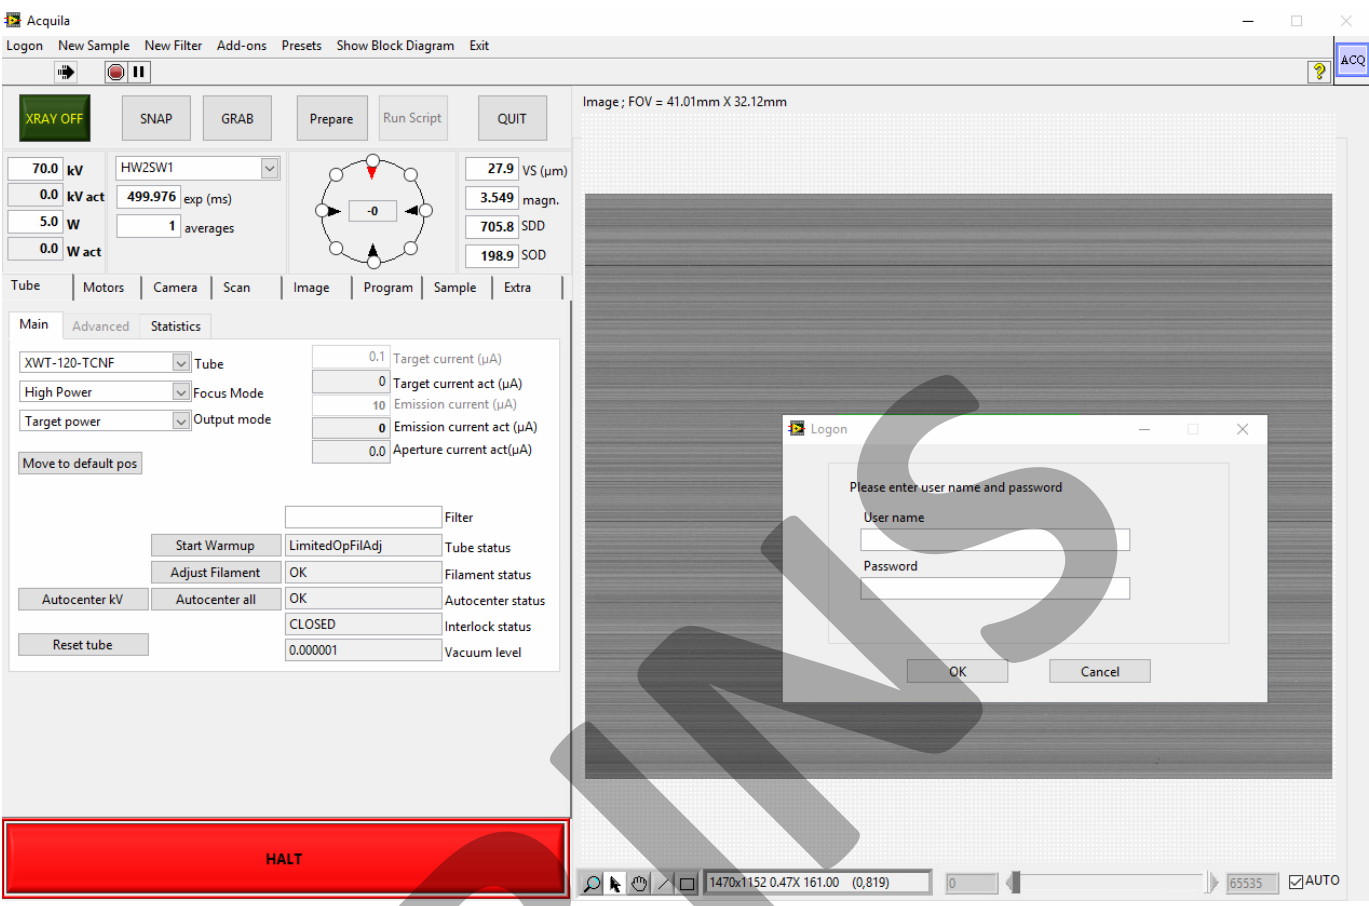 Acquila
Logon New Sample New Filter Add-ons Presets Show Block Diagram Exit
ACQ
XRAY OFF SNAP GRAB Prepare Run Script QUIT
Image ; FOV = 41.01mm X 32.12mm
70.0 kV HW2SW1 27.9 VS (µm)
0.0 kV act 499.976 exp (ms) -0 3.549 magn.
5.0 W 1 averages 705.8 SDD
0.0 W act 198.9 SOD
Tube Motors Camera Scan Image Program Sample Extra
Main Advanced Statistics
XWT-120-TCNF Tube 0.1 Target current (µA)
High Power Focus Mode 0 Target current act (µA)
10 Emission current (µA)
Target power Output mode 0 Emission current act (µA)
0.0 Aperture current act(µA)
Move to default pos
Filter
Start Warmup LimitedOpFilAdj Tube status
Adjust Filament OK Filament status
Autocenter kV Autocenter all OK Autocenter status
CLOSED Interlock status
Reset tube 0.000001 Vacuum level
Logon
Please enter user name and password
User name
Password
OK Cancel
HALT
1470x1152 0.47X 161.00 (0,819) 0 65535 AUTO